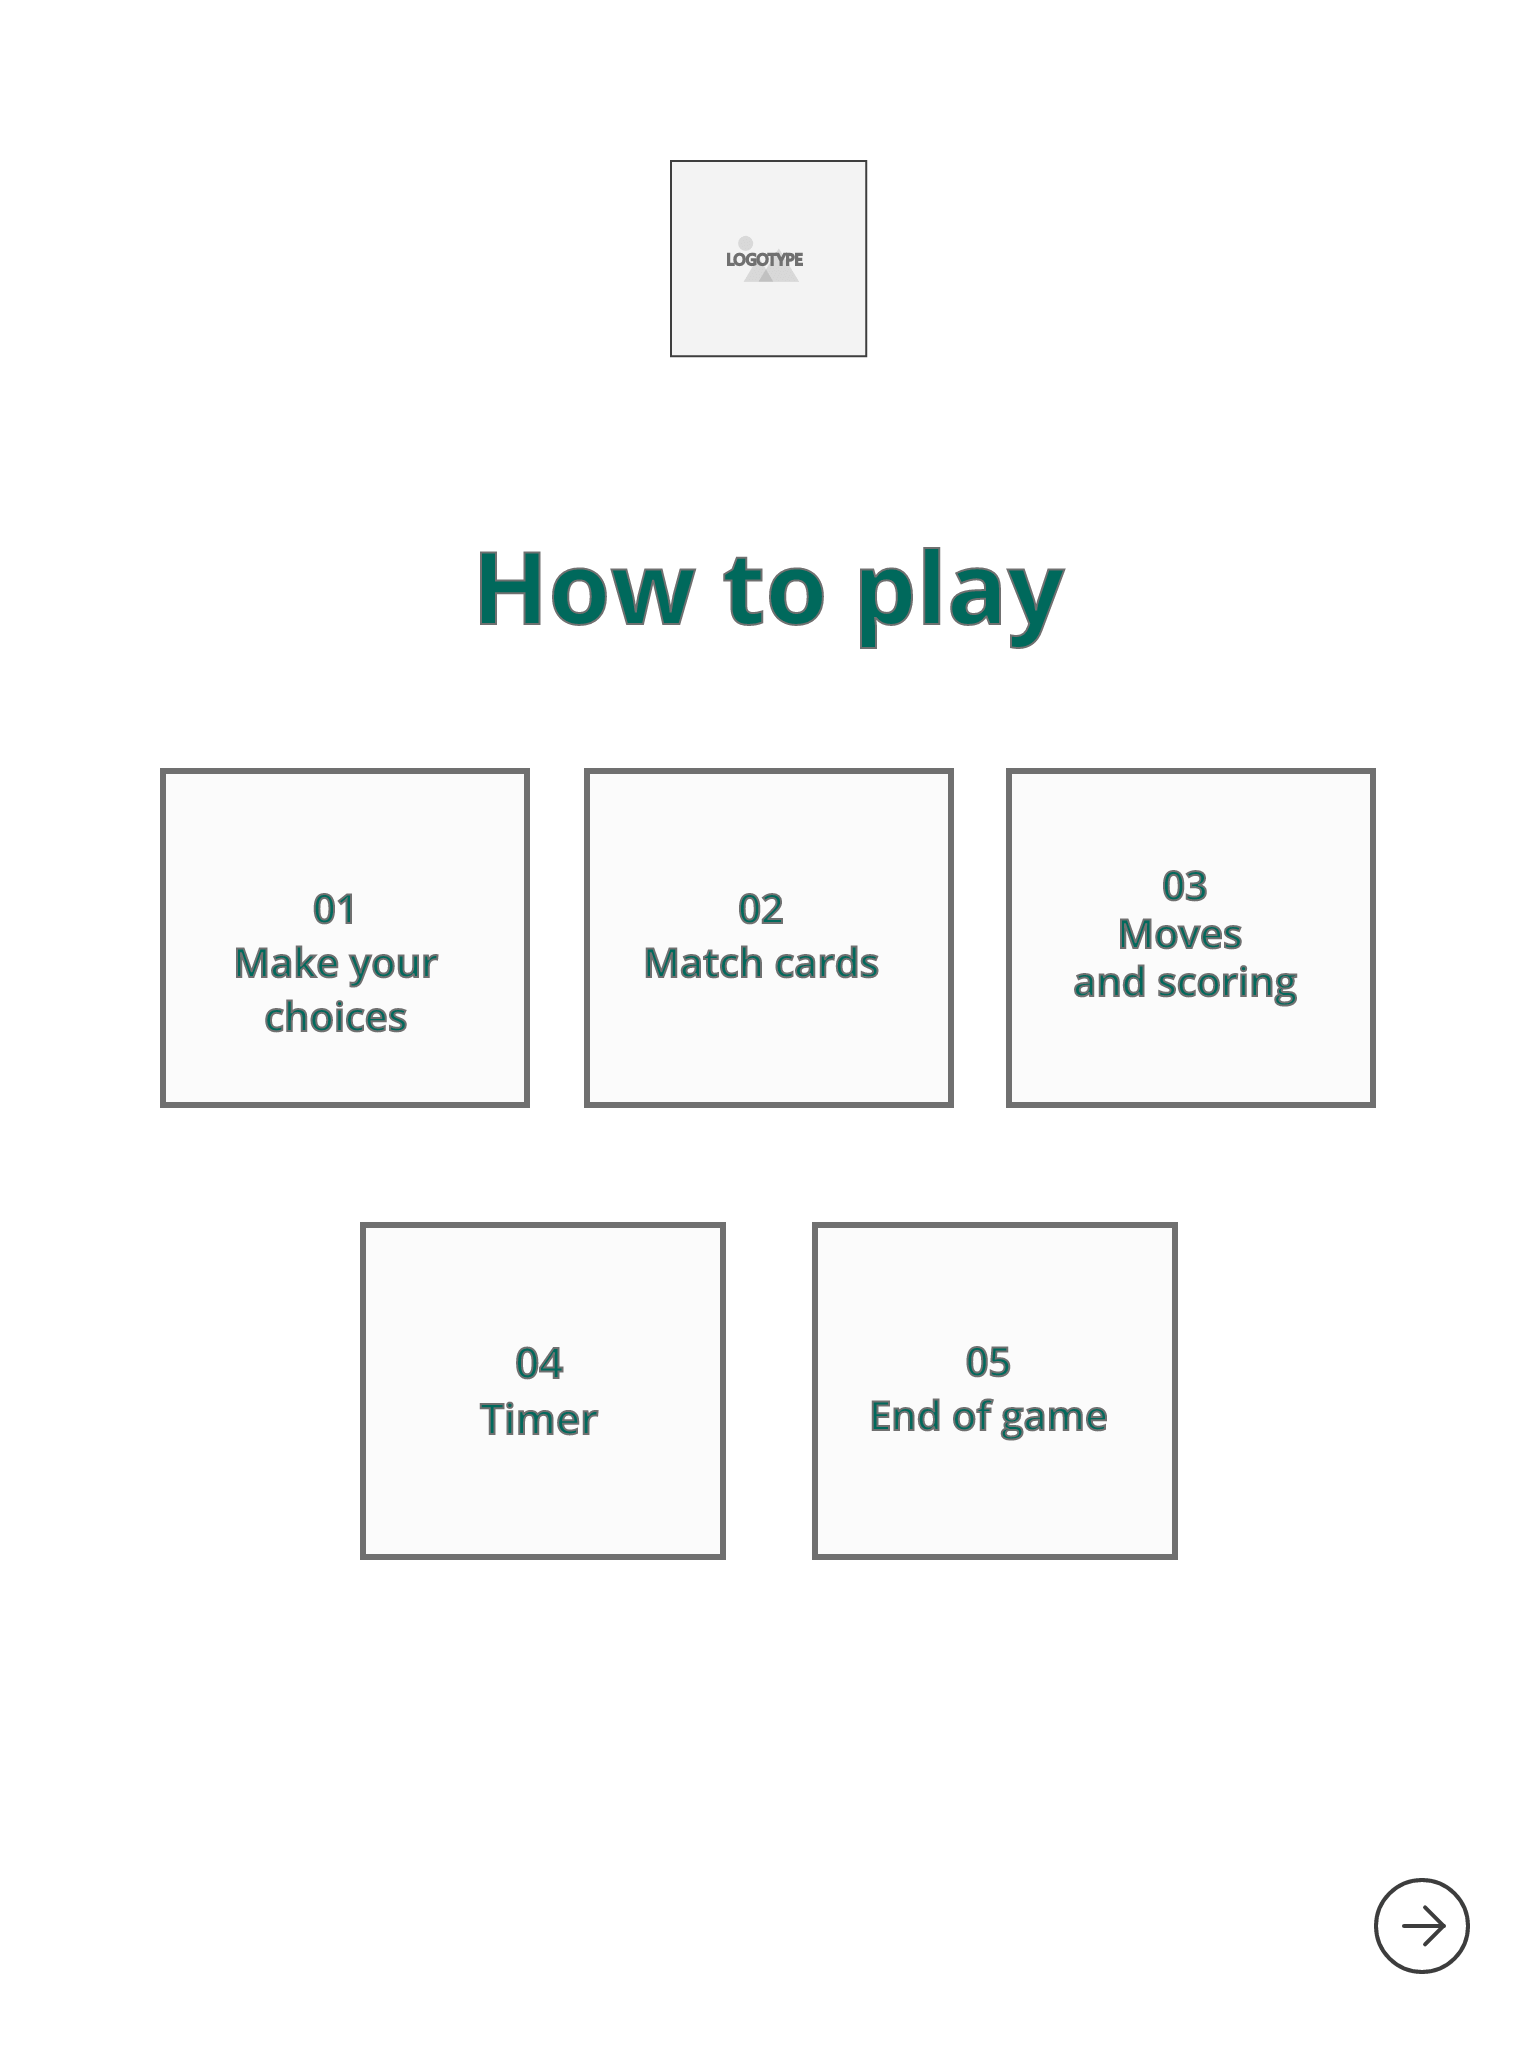 LOGOTYPE
How to play
01
Make your
choices
02
Match cards
03
Moves
and scoring
04
Timer
05
End of game